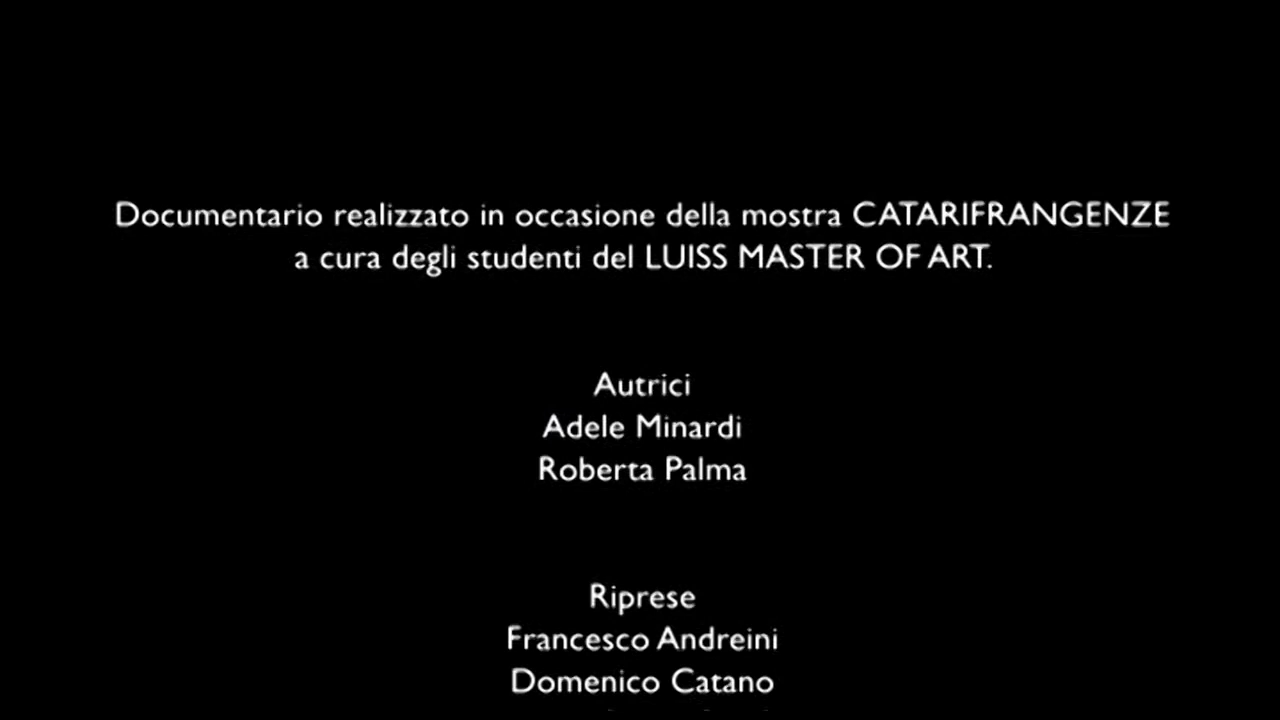 Documentario realizzato in occasione della mostra CATARIFRANGENZE
a cura degli studenti del LUISS MASTER OF ART.
Autrici
Adele Minardi
Roberta Palma
Riprese
Francesco Andreini
Domenico Catano